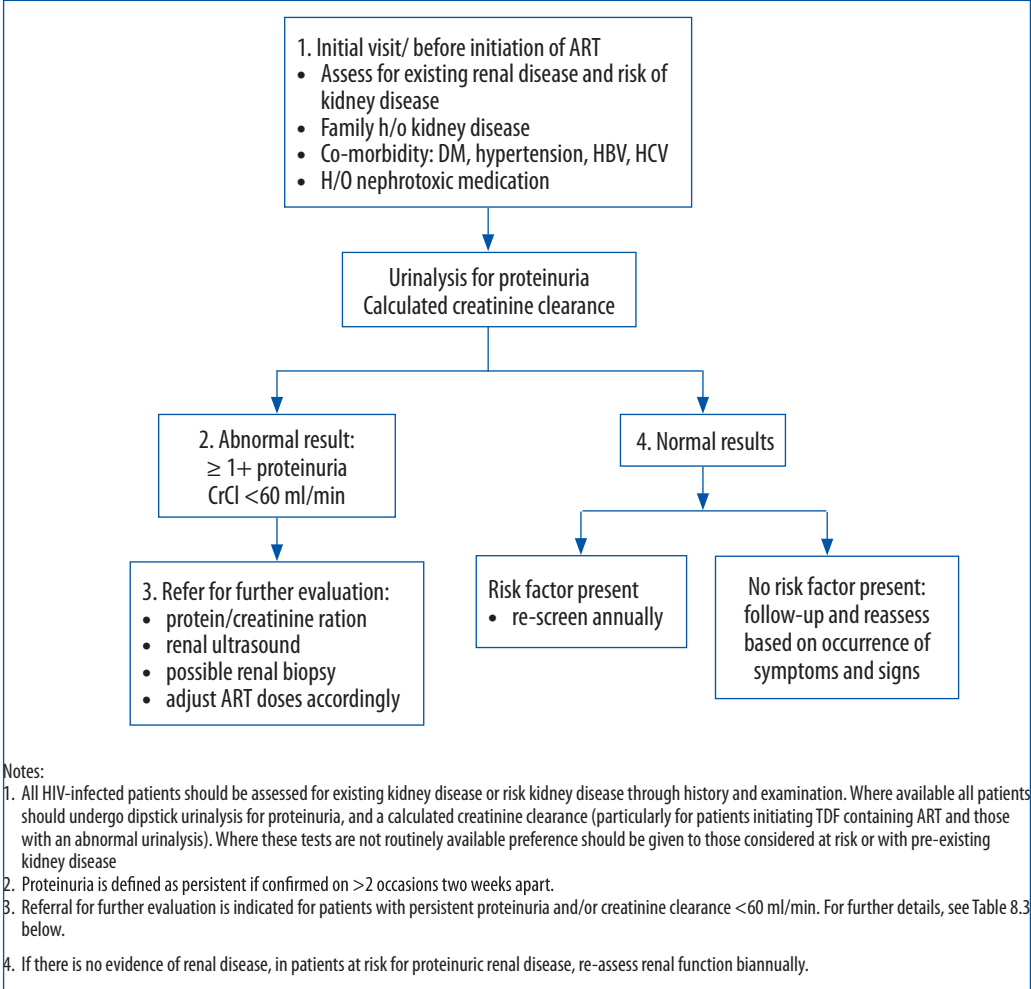 1. Initial visit/ before initiation of ART
• Assess for existing renal disease and risk of
kidney disease
• Family h/o kidney disease
• Co-morbidity: DM, hypertension, HBV, HCV
• H/O nephrotoxic medication
Urinalysis for proteinuria
Calculated creatinine clearance
2. Abnormal result:
≥ 1+ proteinuria
CrCl <60 ml/min
4. Normal results
3. Refer for further evaluation:
• protein/creatinine ration
• renal ultrasound
• possible renal biopsy
• adjust ART doses accordingly
Risk factor present
• re-screen annually
No risk factor present:
follow-up and reassess
based on occurrence of
symptoms and signs
Notes:
1. All HIV-infected patients should be assessed for existing kidney disease or risk kidney disease through history and examination. Where available all patients
should undergo dipstick urinalysis for proteinuria, and a calculated creatinine clearance (particularly for patients initiating TDF containing ART and those
with an abnormal urinalysis). Where these tests are not routinely available preference should be given to those considered at risk or with pre-existing
kidney disease
2. Proteinuria is defined as persistent if confirmed on >2 occasions two weeks apart.
3. Referral for further evaluation is indicated for patients with persistent proteinuria and/or creatinine clearance <60 ml/min. For further details, see Table 8.3
below.
4. If there is no evidence of renal disease, in patients at risk for proteinuric renal disease, re-assess renal function biannually.